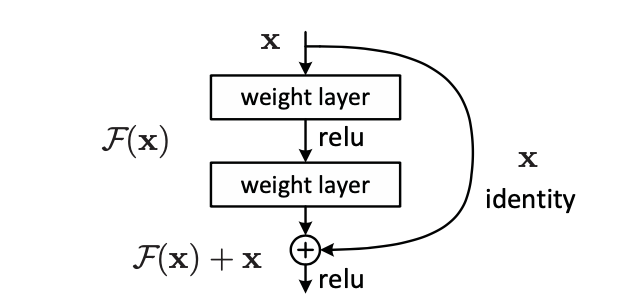 x
weight layer
relu
F(x)
weight layer
x
identity
F(x) + x
relu